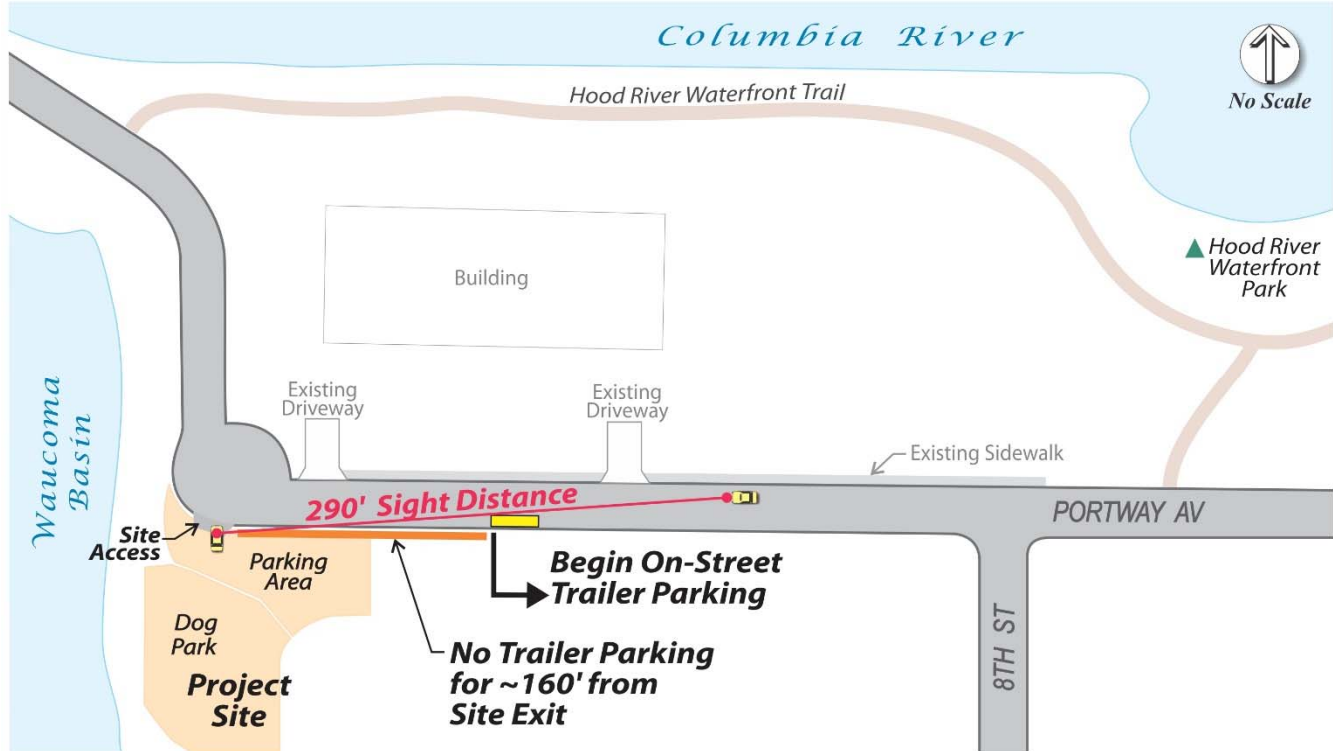 Columbia River
No Scale
Hood River Waterfront Trail
Hood River
Waterfront
Park
Building
Waucoma
Basin
Existing
Driveway
Existing
Driveway
Existing Sidewalk
290' Sight Distance
PORTWAY AV
Site
Access
Parking
Area
Begin On-Street
Trailer Parking
Dog
Park
No Trailer Parking
for ~160' from
Site Exit
Project
Site
8TH ST